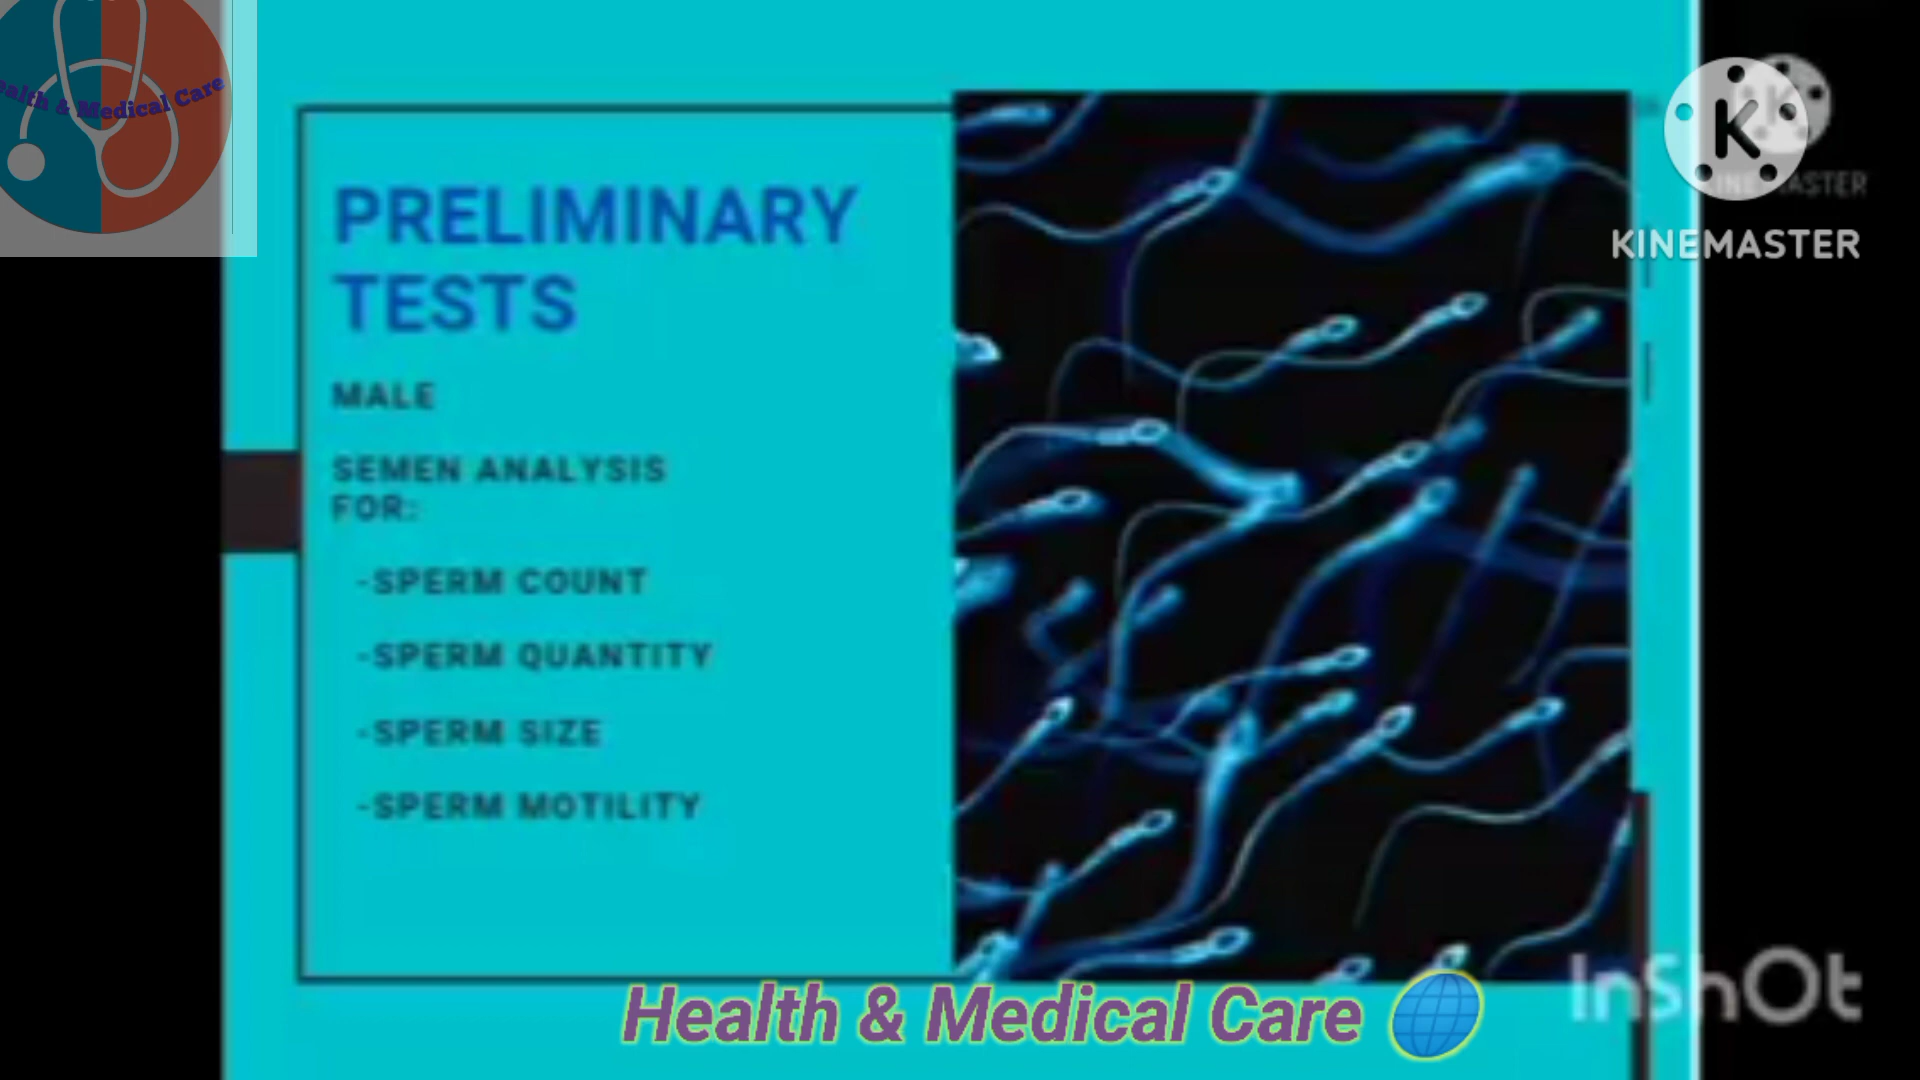 ealth & Medical Care
PRELIMINARY
TESTS
MALE
SEMEN ANALYSIS
FOR:
-SPERM COUNT
-SPERM QUANTITY
-SPERM SIZE
-SPERM MOTILITY
K
KINEMASTER
Health & Medical Care
InShOt